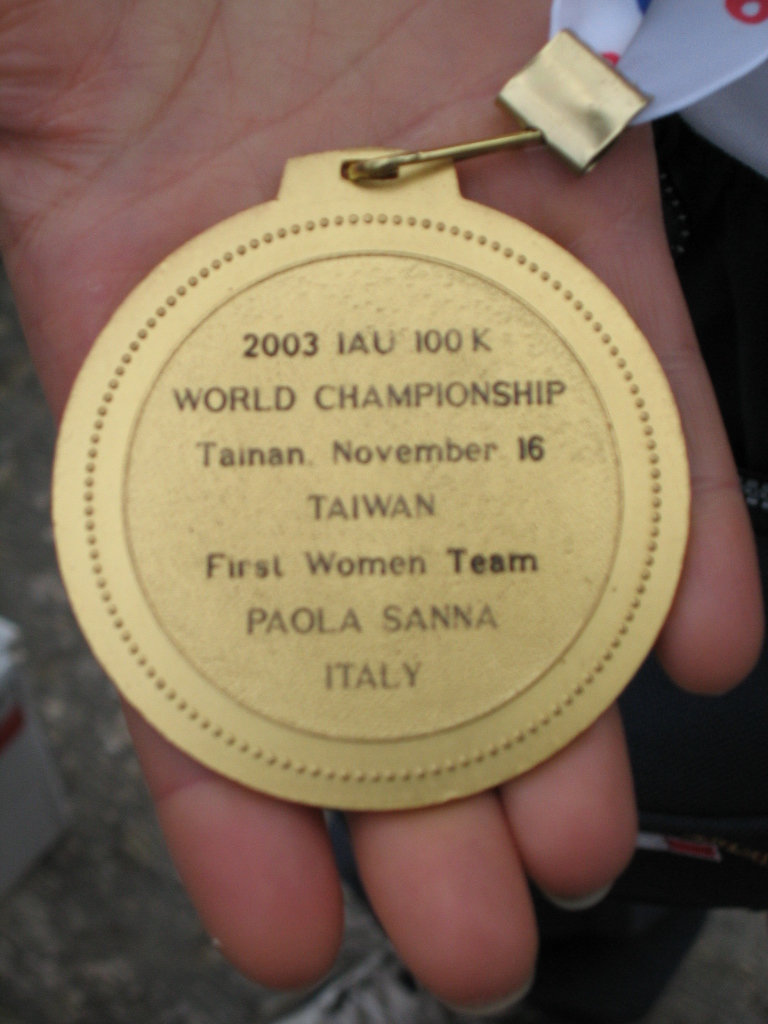 2003 IAU 100 K
WORLD CHAMPIONSHIP
Tainan, November 16
TAIWAN
First Women Team
PAOLA SANNA
ITALY